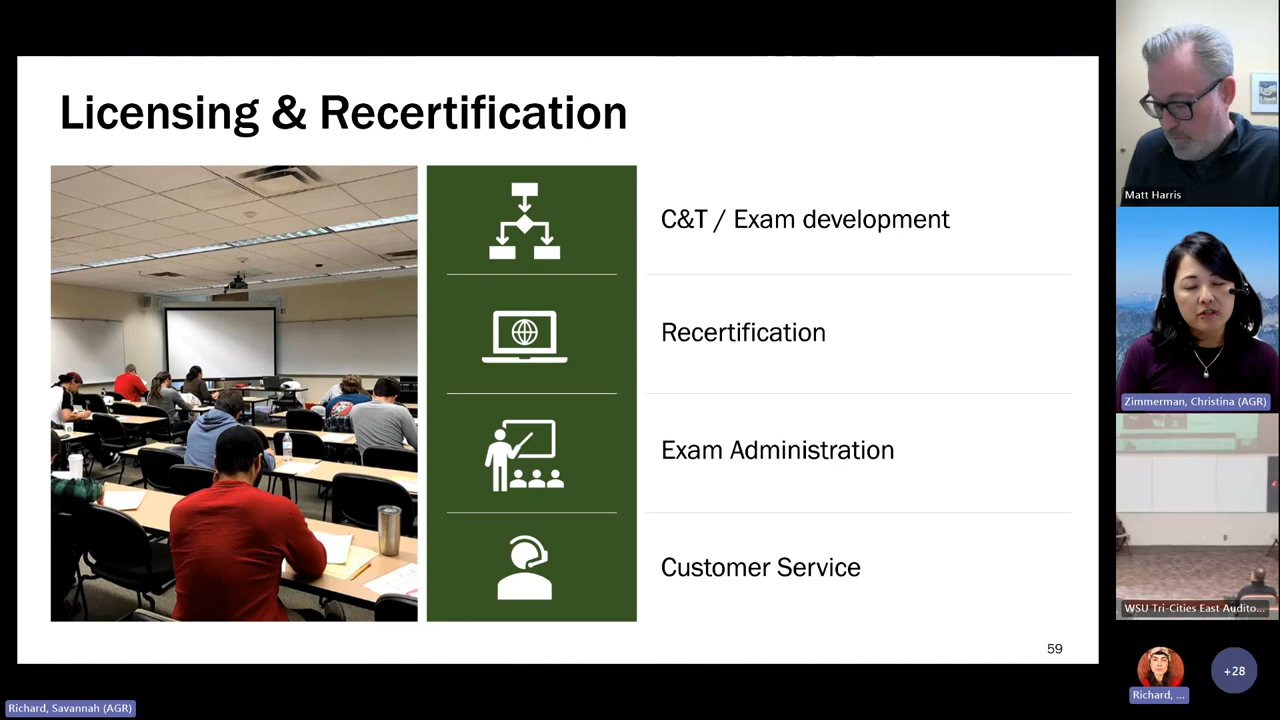 Licensing & Recertification
C&T / Exam development
Recertification
Exam Administration
Customer Service
59
Matt Harris
Zimmerman, Christina (AGR)
WSU Tri-Cities East Audito...
Richard, ...
+28
Richard, Savannah (AGR)